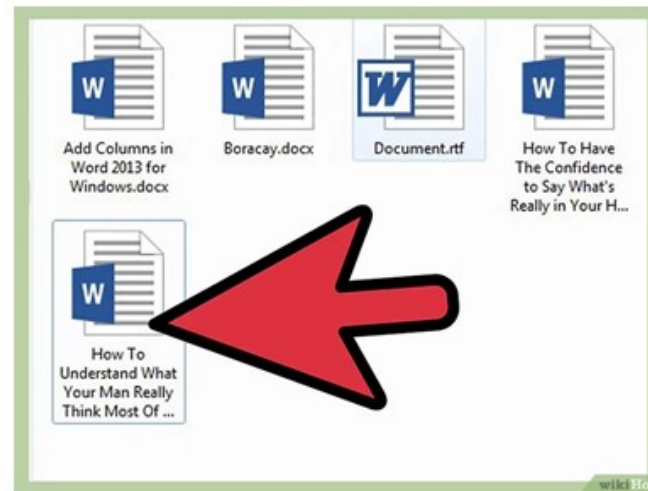 Add Columns in
Word 2013 for
Windows.docx
Boracay.docx
Document.rtf
How To Have
The Confidence
to Say What's
Really in Your H...
How To
Understand What
Your Man Really
Think Most Of ...
W
W
W
W
W
wikiHo